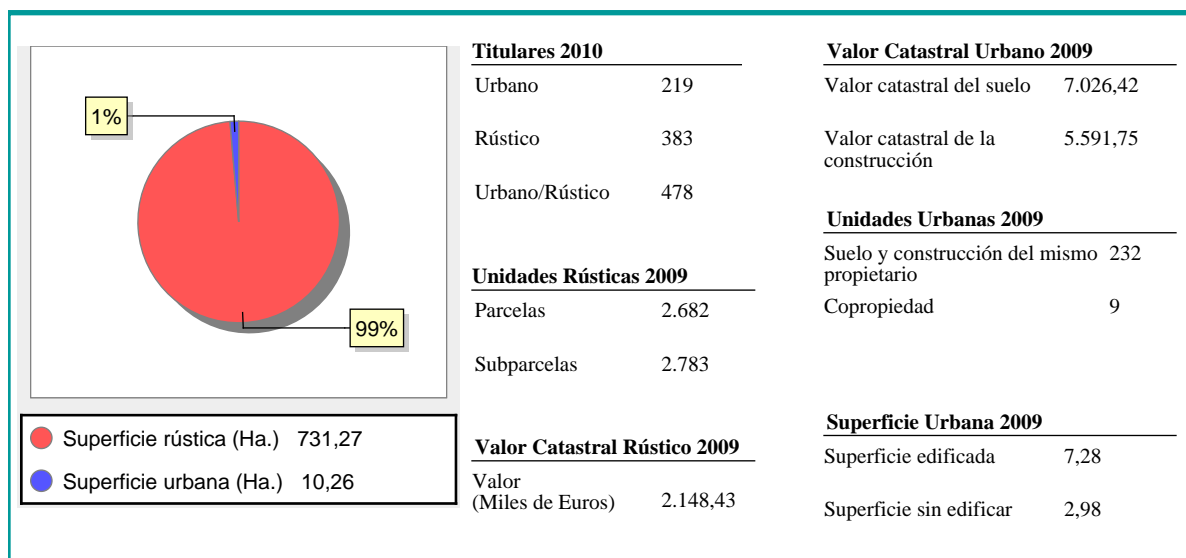 1%
99%
Superficie rústica (Ha.) 731,27
Superficie urbana (Ha.) 10,26
Titulares 2010
Urbano 219
Rústico 383
Urbano/Rústico 478
Unidades Rústicas 2009
Parcelas 2.682
Subparcelas 2.783
Valor Catastral Rústico 2009
Valor
(Miles de Euros) 2.148,43
Valor Catastral Urbano 2009
Valor catastral del suelo 7.026,42
Valor catastral de la
construcción 5.591,75
Unidades Urbanas 2009
Suelo y construcción del mismo 232
propietario
Copropiedad 9
Superficie Urbana 2009
Superficie edificada 7,28
Superficie sin edificar 2,98